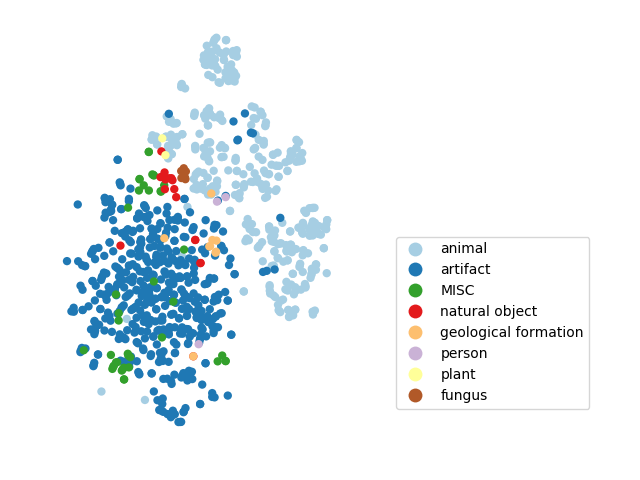 animal
artifact
MISC
natural object
geological formation
person
plant
fungus